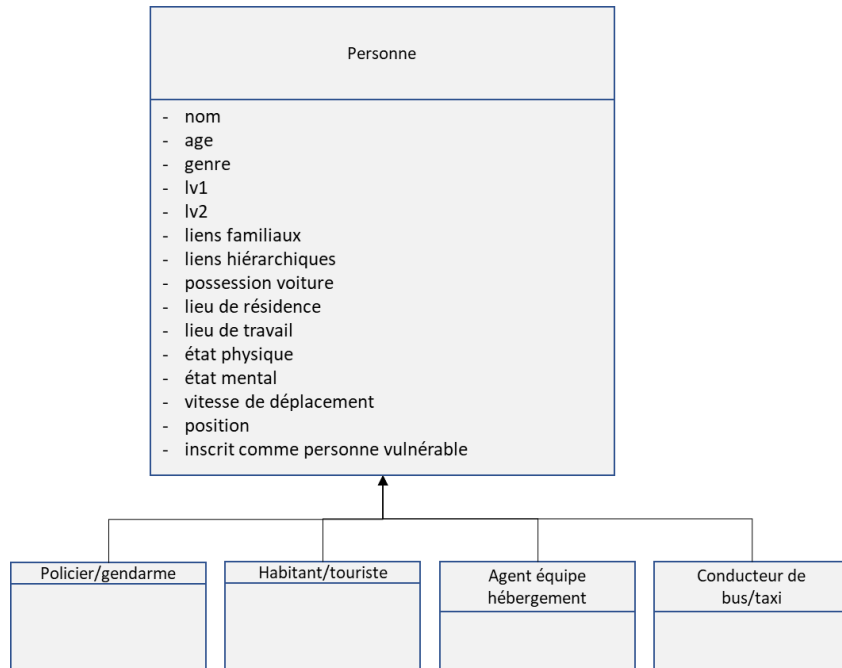 Personne
- nom
- age
- genre
- lv1
- lv2
- liens familiaux
- liens hiérarchiques
- possession voiture
- lieu de résidence
- lieu de travail
- état physique
- état mental
- vitesse de déplacement
- position
- inscrit comme personne vulnérable
Policier/gendarme
Habitant/touriste
Agent équipe
hébergement
Conducteur de
bus/taxi